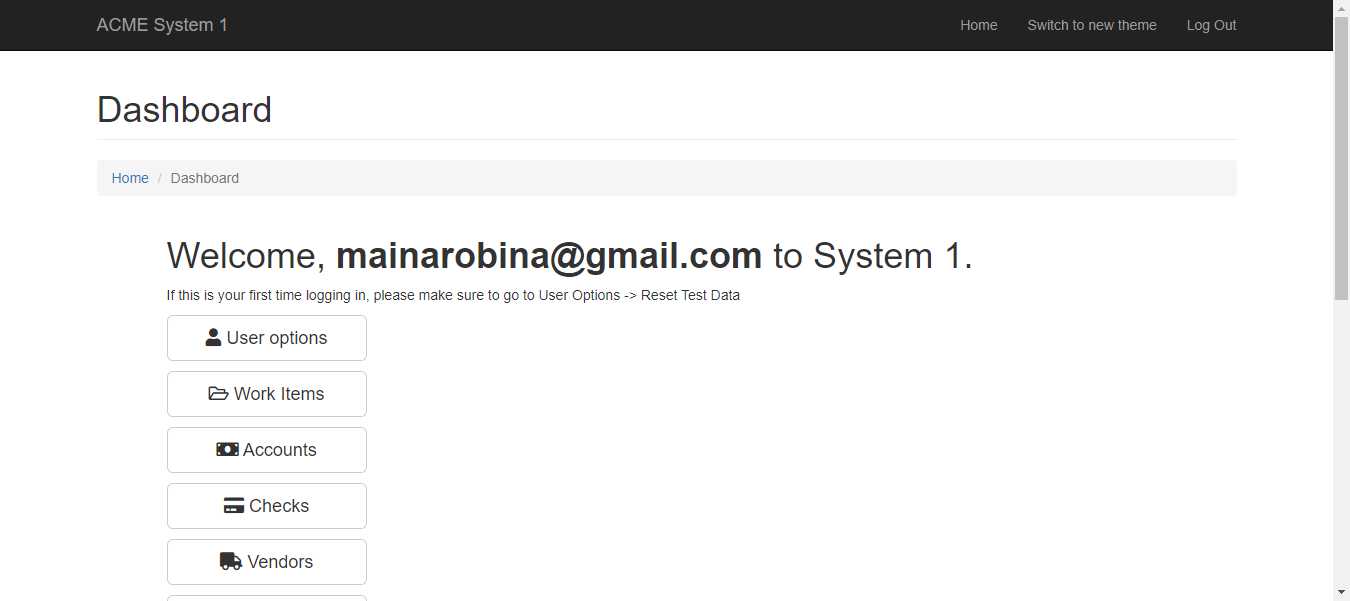 ACME System 1
Home
Switch to new theme
Log Out
Dashboard
Home / Dashboard
Welcome, mainarobina@gmail.com to System 1.
If this is your first time logging in, please make sure to go to User Options -> Reset Test Data
User options
Work Items
Accounts
Checks
Vendors